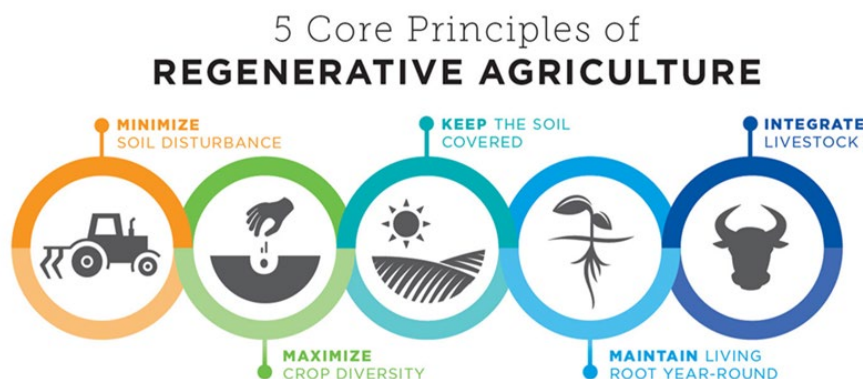 5 Core Principles of
REGENERATIVE AGRICULTURE
MINIMIZE
SOIL DISTURBANCE
MAXIMIZE
CROP DIVERSITY
KEEP THE SOIL
COVERED
MAINTAIN LIVING
ROOT YEAR-ROUND
INTEGRATE
LIVESTOCK